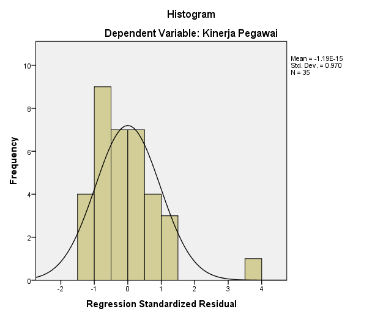 Histogram
Dependent Variable: Kinerja Pegawai
Mean = -1.19E-15
Std. Dev. = 0.970
N = 35
Frequency
10
8
6
4
2
0
-2 -1 0 1 2 3 4
Regression Standardized Residual